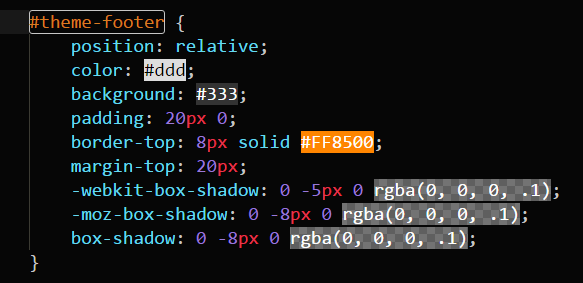 #theme-footer {
position: relative;
color: #ddd;
background: #333;
padding: 20px 0;
border-top: 8px solid #FF8500;
margin-top: 20px;
-webkit-box-shadow: 0 -5px 0 rgba(0, 0, 0, .1);
-moz-box-shadow: 0 -8px 0 rgba(0, 0, 0, .1);
box-shadow: 0 -8px 0 rgba(0, 0, 0, .1);
}